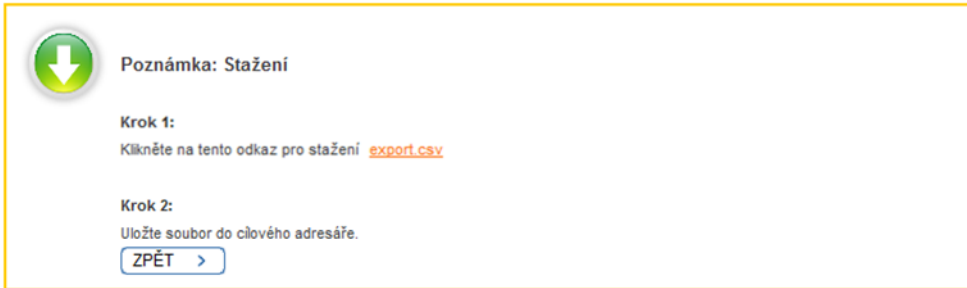 Poznámka: Stažení
Krok 1:
Klikněte na tento odkaz pro stažení export.csv
Krok 2:
Uložte soubor do cílového adresáře.
ZPĚT >